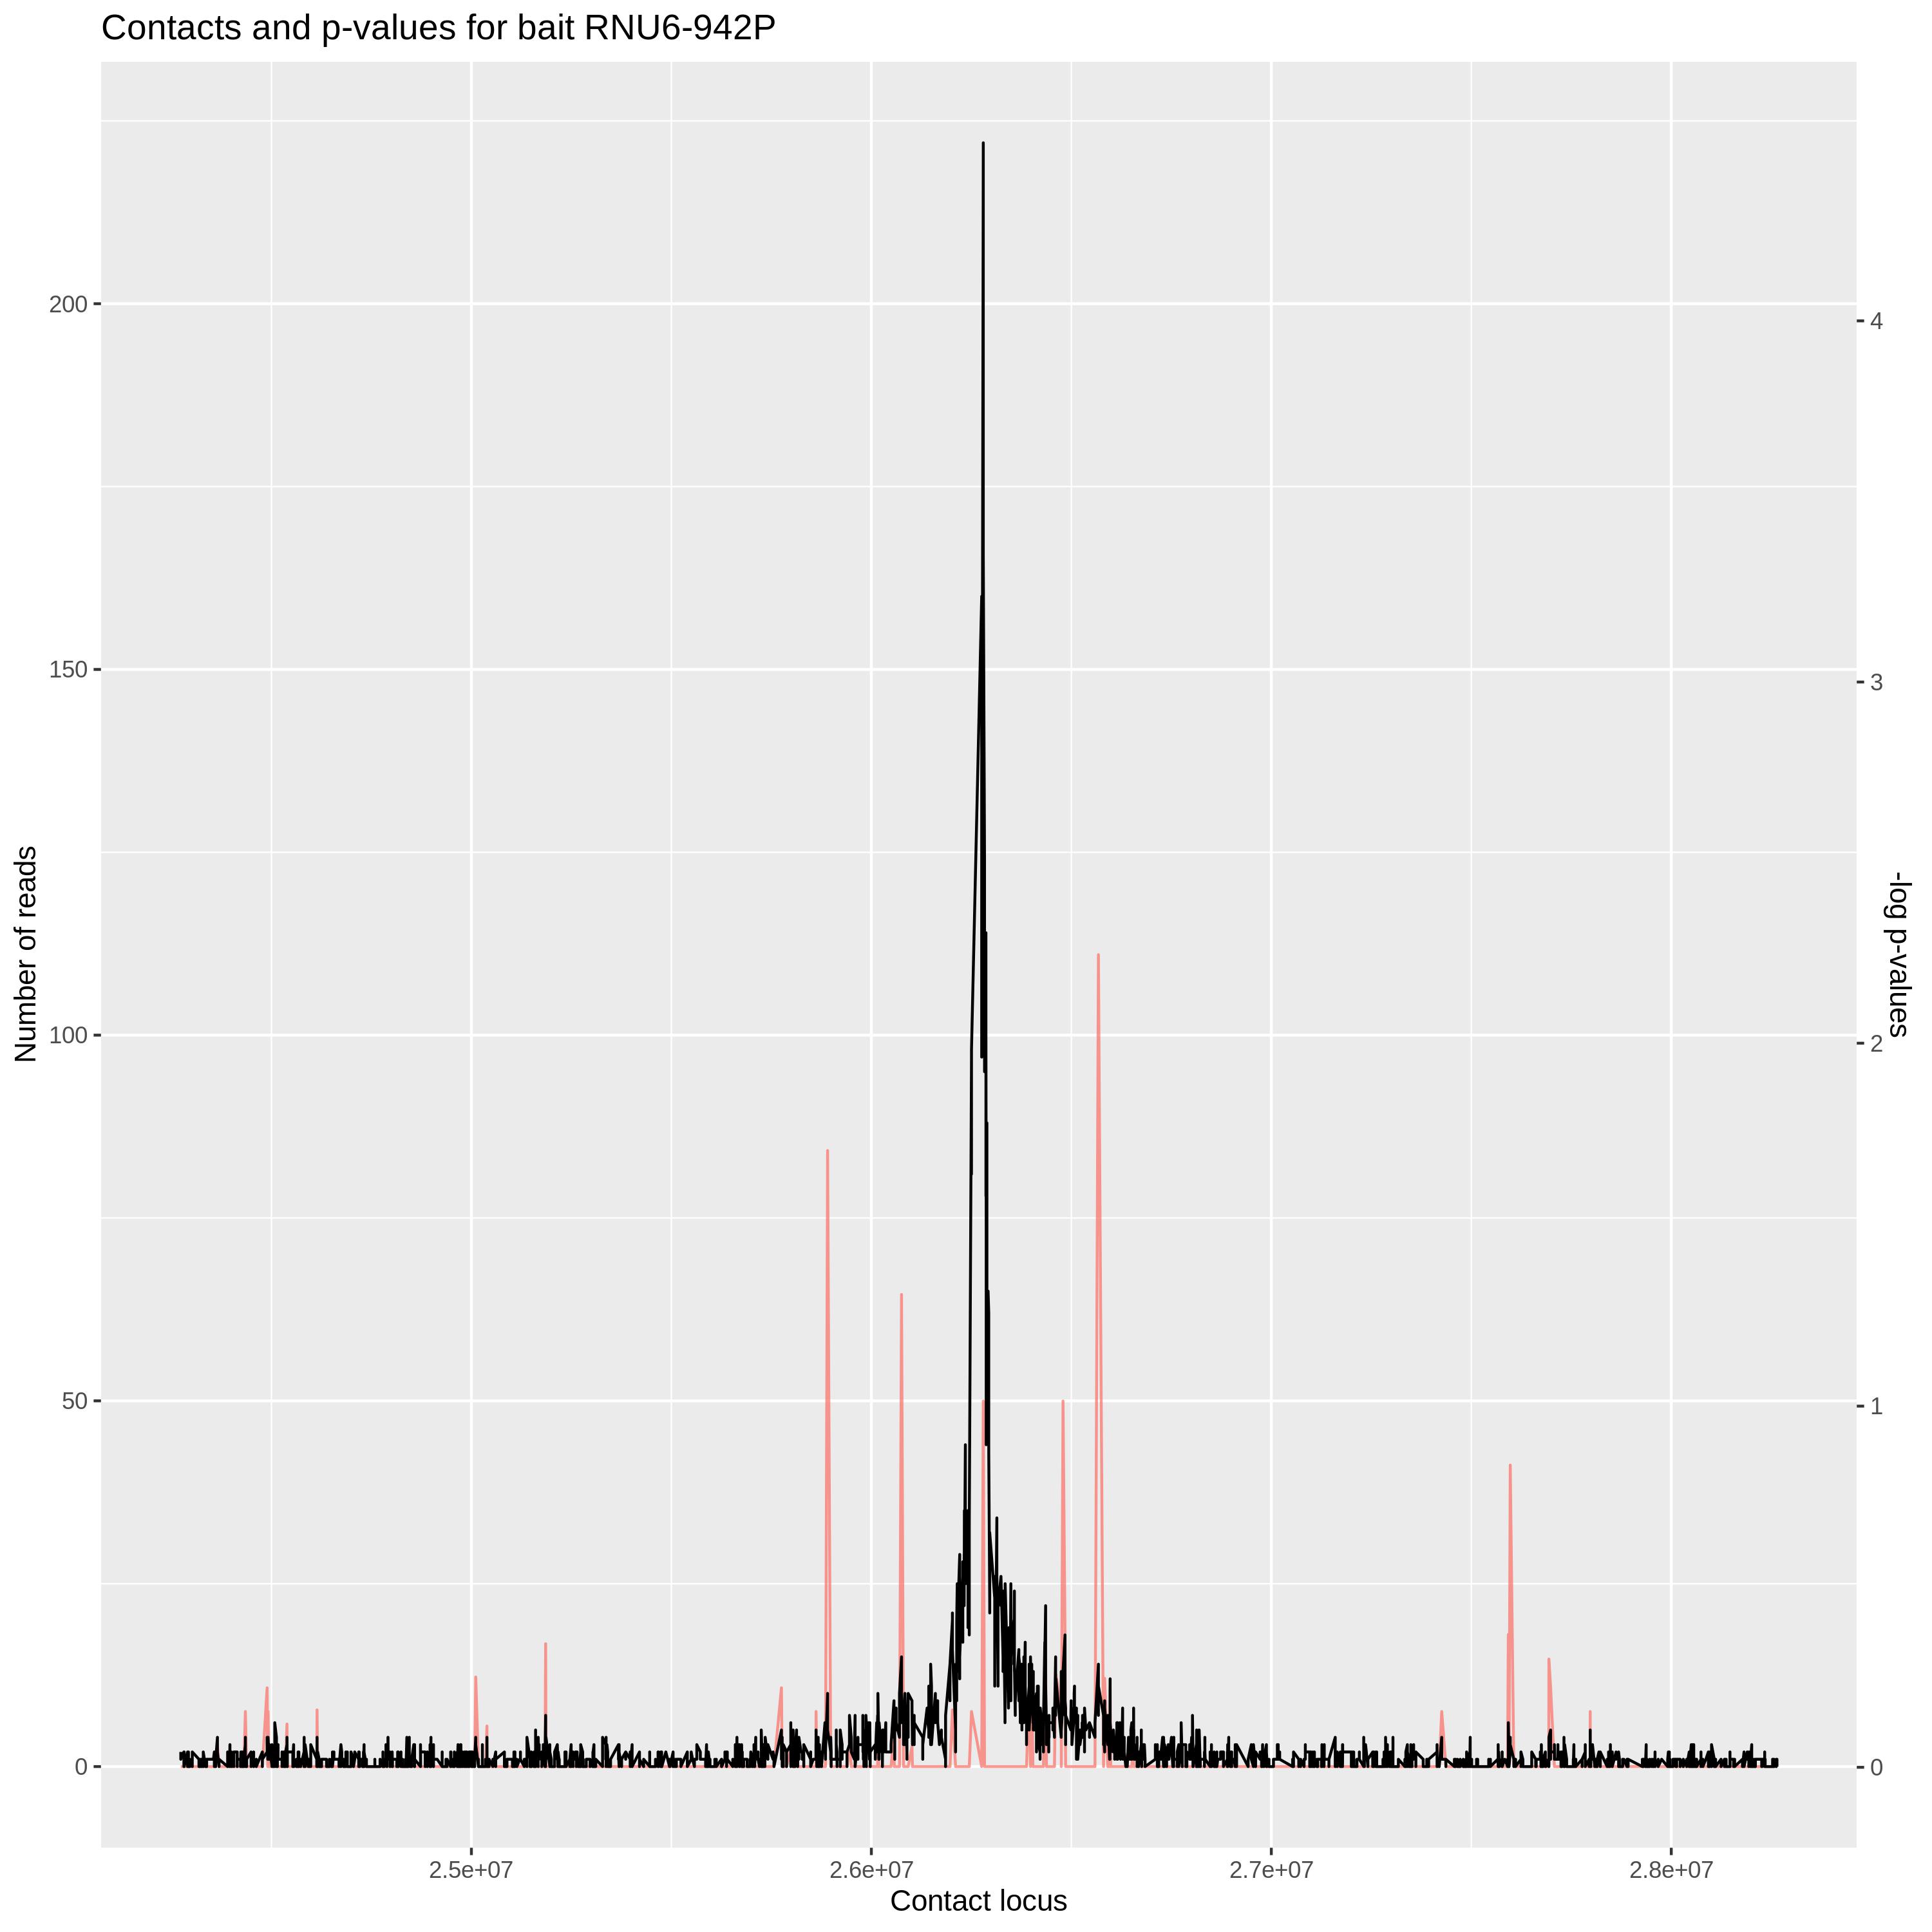 Contacts and p-values for bait RNU6-942P
Number of reads
200
150
100
50
0
4
3
2
1
0
-log p-values
2.5e+07
2.6e+07
2.7e+07
2.8e+07
Contact locus